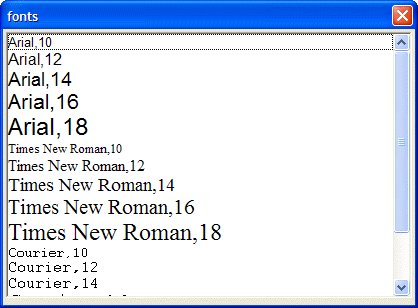 fonts
Arial,10
Arial,12
Arial,14
Arial,16
Arial,18
Times New Roman,10
Times New Roman,12
Times New Roman,14
Times New Roman,16
Times New Roman,18
Courier,10
Courier,12
Courier,14